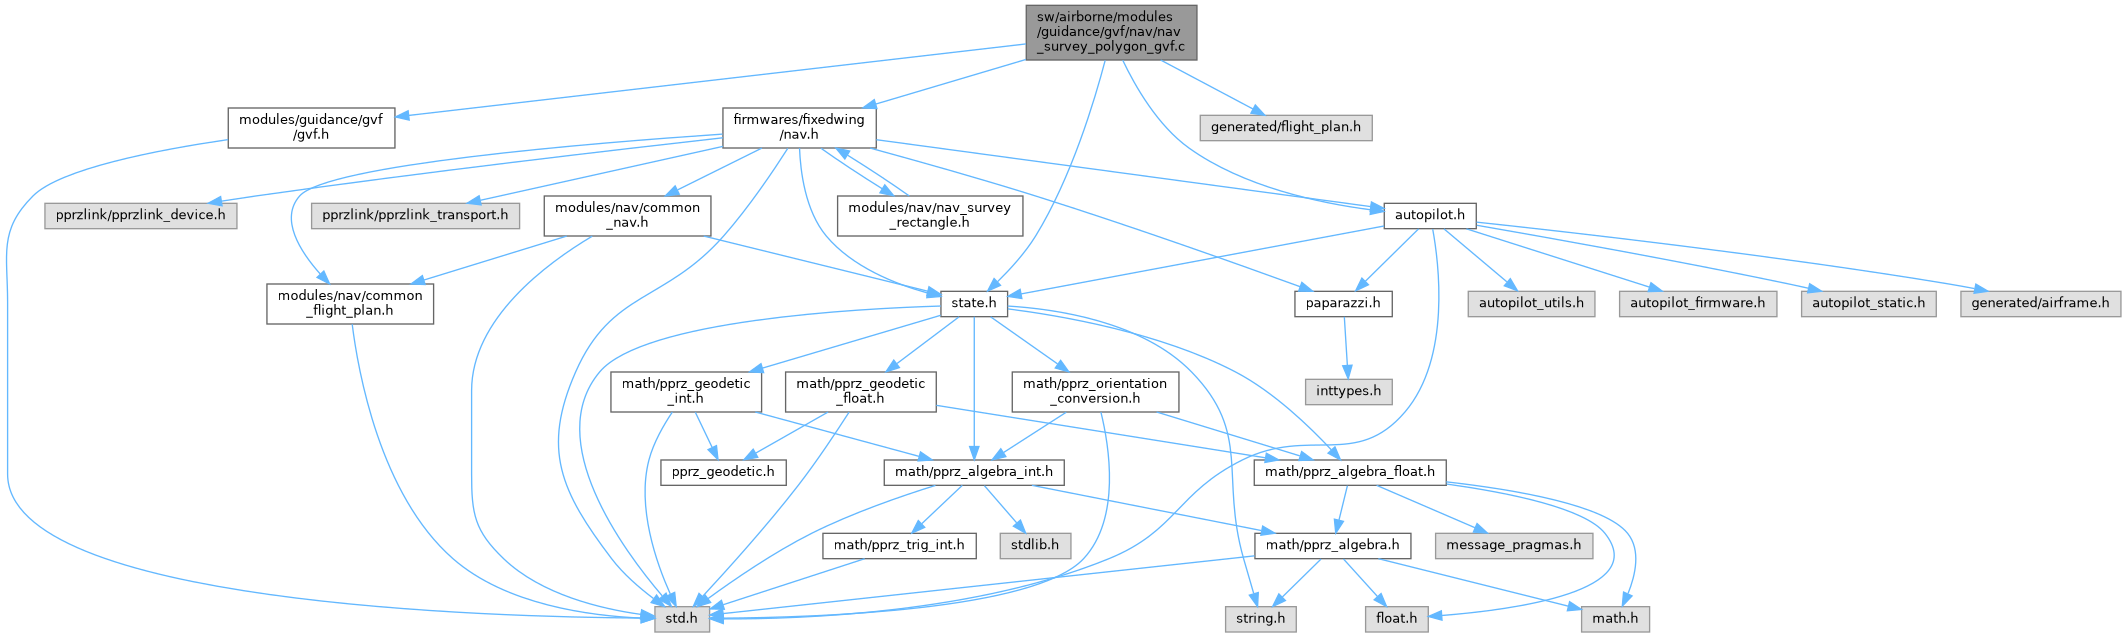 sw/airborne/modules
/guidance/gvf/nav/nav
_survey_polygon_gvf.c
modules/guidance/gvf
/gvf.h
firmwares/fixedwing
/nav.h
generated/flight_plan.h
pprzlink/pprzlink_device.h
pprzlink/pprzlink_transport.h
modules/nav/common
_nav.h
modules/nav/nav_survey
_rectangle.h
autopilot.h
modules/nav/common
_flight_plan.h
state.h
paparazzi.h
autopilot_utils.h
autopilot_firmware.h
autopilot_static.h
generated/airframe.h
math/pprz_geodetic
_int.h
math/pprz_geodetic
_float.h
math/pprz_orientation
_conversion.h
inttypes.h
pprz_geodetic.h
math/pprz_algebra_int.h
math/pprz_algebra_float.h
math/pprz_trig_int.h
stdlib.h
math/pprz_algebra.h
message_pragmas.h
std.h
string.h
float.h
math.h